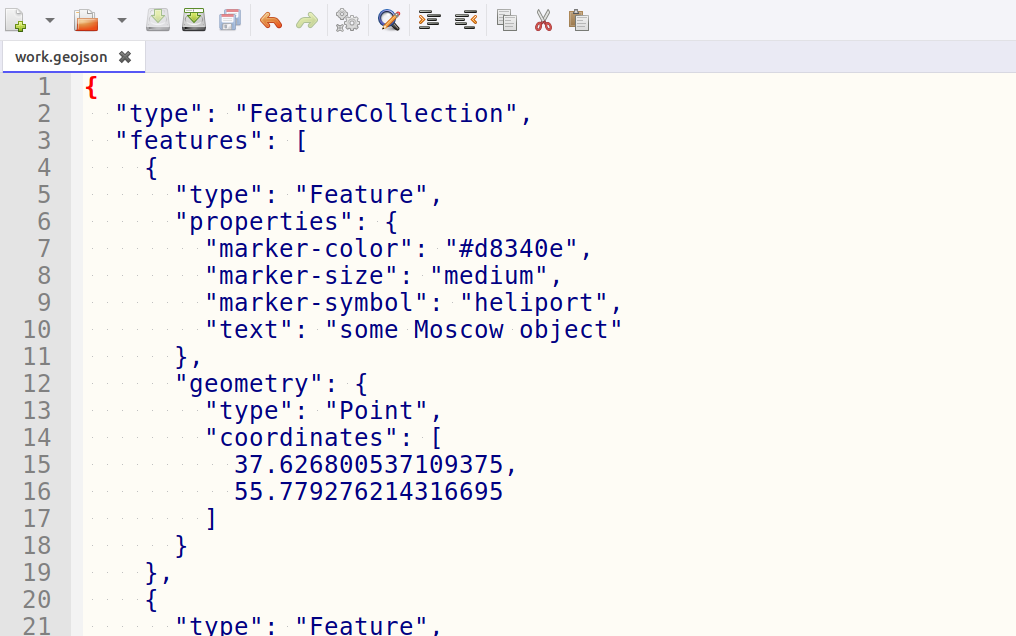 work.geojson
1 {
2   "type": "FeatureCollection",
3   "features": [
4     {
5       "type": "Feature",
6       "properties": {
7         "marker-color": "#d8340e",
8         "marker-size": "medium",
9         "marker-symbol": "heliport",
10         "text": "some Moscow object"
11       },
12       "geometry": {
13         "type": "Point",
14         "coordinates": [
15           37.626800537109375,
16           55.779276214316695
17         ]
18       }
19     },
20     {
21       "type": "Feature",